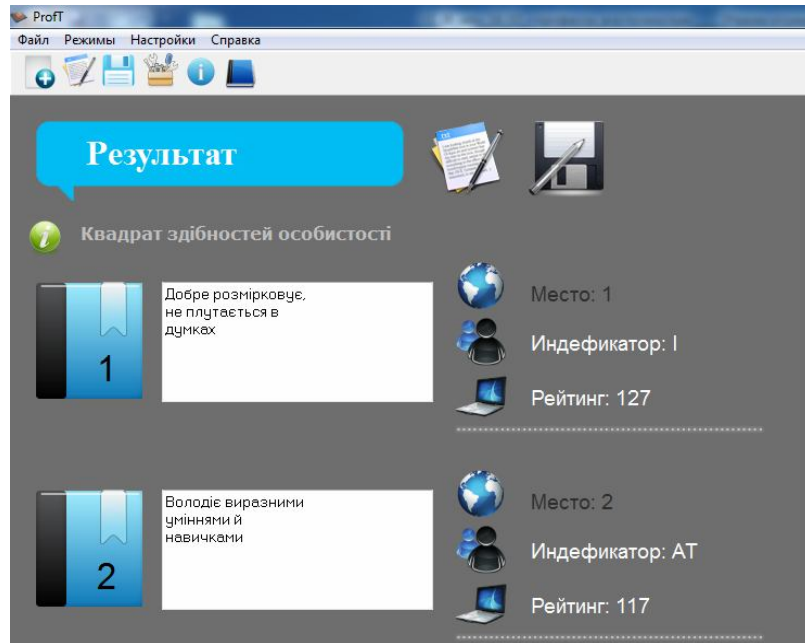 ProfT
Файл Режимы Настройки Справка
Результат
Квадрат здібностей особистості
1
Добре розмірковує,
не плутається в
думках
Место: 1
Индефикатор: I
Рейтинг: 127
2
Володіє виразними
уміннями й
навичками
Место: 2
Индефикатор: АТ
Рейтинг: 117